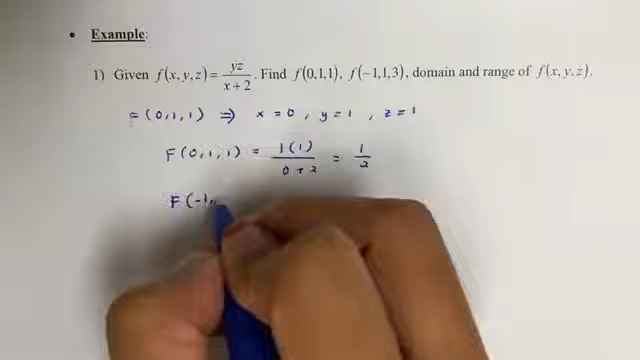 • Example:
1) Given f(x, y, z) = yz / x + 2. Find f(0,1,1), f(−1,1,3), domain and range of f(x, y, z).
= (0,1,1) ⇒ x = 0, y = 1, z = 1
F(0,1,1) = 1(1) / 0 + 2 = 1 / 2
F(-1,